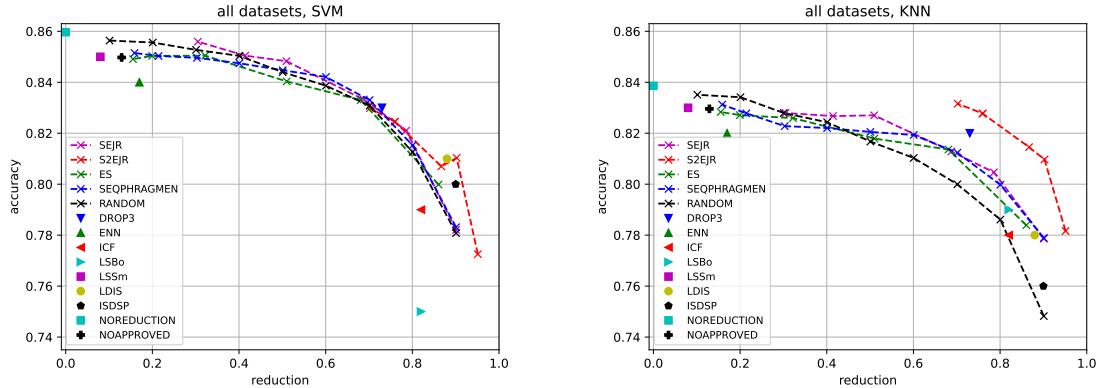 all datasets, SVM
0.86
0.84
0.82
0.80
0.78
0.76
0.74
accuracy
SEJR
S2EJR
ES
SEQPHRAGMEN
RANDOM
DROP3
ENN
ICF
LSBo
LSSm
LDIS
ISDSP
NOREDUCTION
NOAPPROVED
0.0
0.2
0.4
0.6
0.8
1.0
reduction
all datasets, KNN
0.86
0.84
0.82
0.80
0.78
0.76
0.74
accuracy
SEJR
S2EJR
ES
SEQPHRAGMEN
RANDOM
DROP3
ENN
ICF
LSBo
LSSm
LDIS
ISDSP
NOREDUCTION
NOAPPROVED
0.0
0.2
0.4
0.6
0.8
1.0
reduction